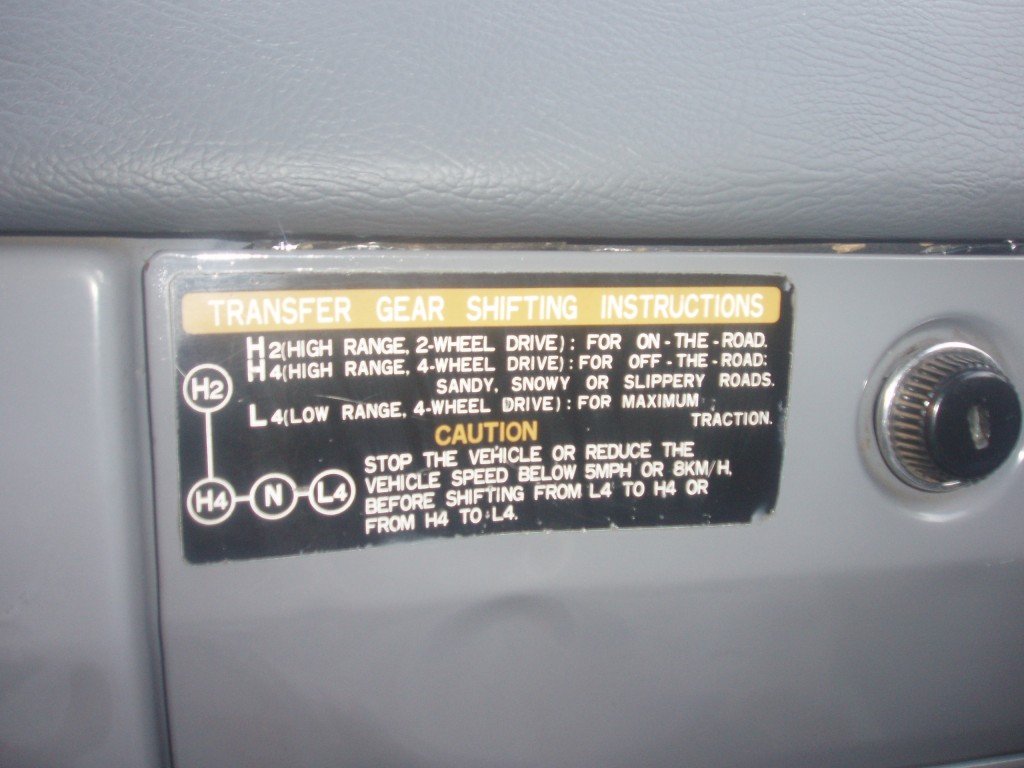 TRANSFER GEAR SHIFTING INSTRUCTIONS
H2(HIGH RANGE, 2-WHEEL DRIVE): FOR ON-THE-ROAD.
H4(HIGH RANGE, 4-WHEEL DRIVE): FOR OFF-THE-ROAD:
SANDY, SNOWY OR SLIPPERY ROADS.
L4(LOW RANGE, 4-WHEEL DRIVE): FOR MAXIMUM
TRACTION.
H2
H4 N L4
CAUTION
STOP THE VEHICLE OR REDUCE THE
VEHICLE SPEED BELOW 5MPH OR 8KM/H,
BEFORE SHIFTING FROM L4 TO H4 OR
FROM H4 TO L4.